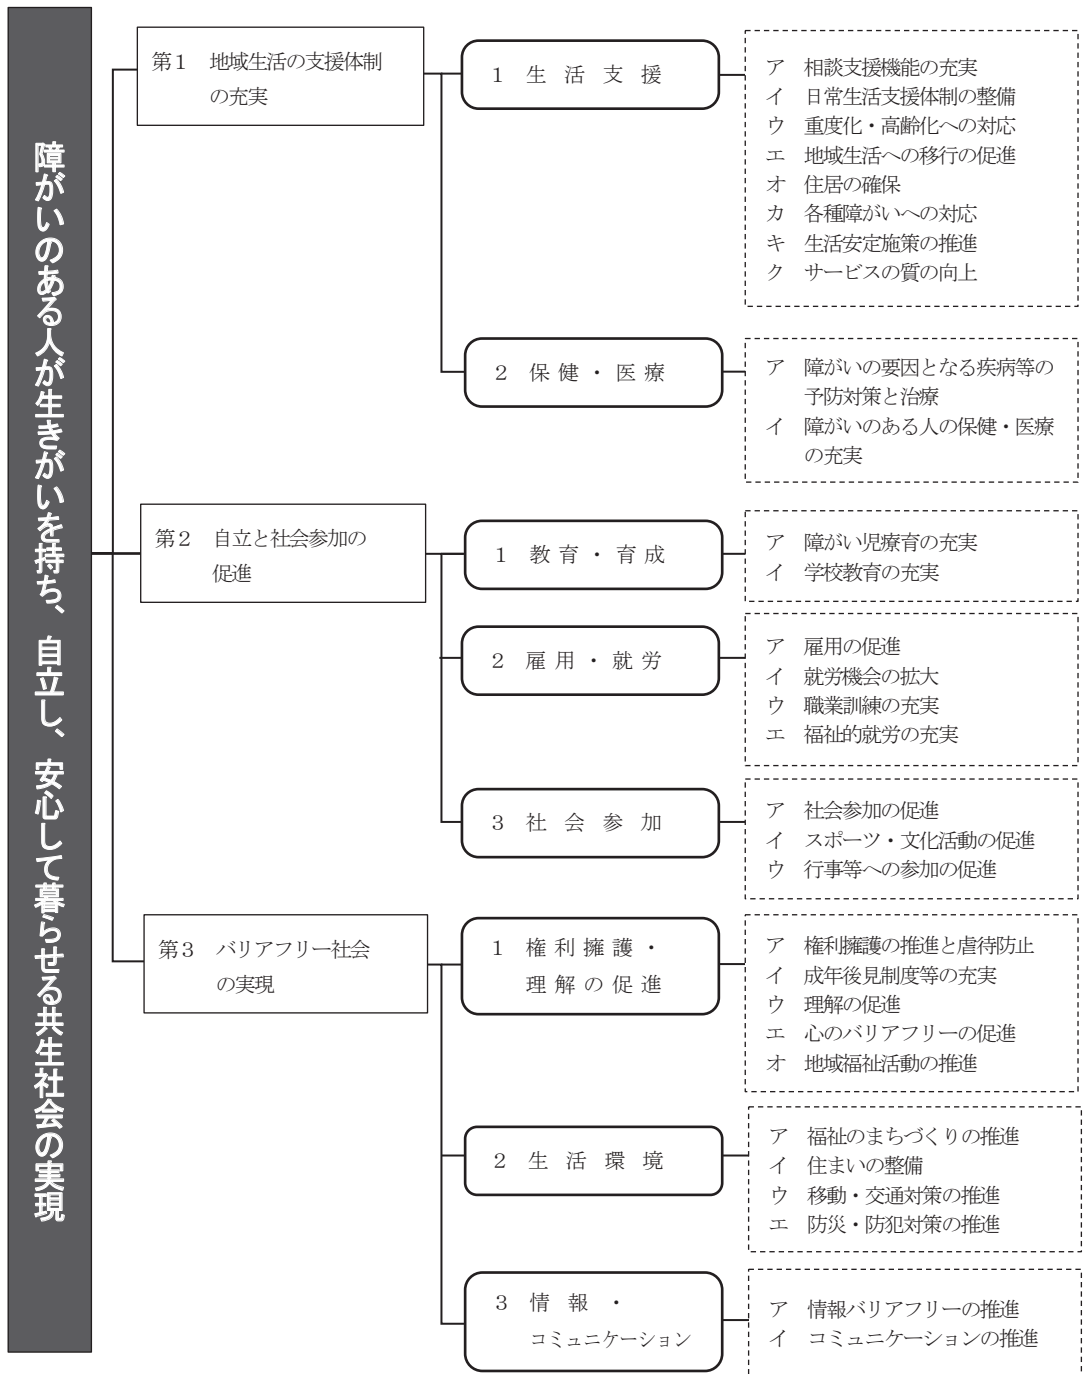 障がいのある人が生きがいを持ち、自立し、安心して暮らせる共生社会の実現
第1　地域生活の支援体制
の充実
1　生活支援
ア　相談支援機能の充実
イ　日常生活支援体制の整備
ウ　重度化・高齢化への対応
エ　地域生活への移行の促進
オ　住居の確保
カ　各種障がいへの対応
キ　生活安定施策の推進
ク　サービスの質の向上
2　保健・医療
ア　障がいの要因となる疾病等の
予防対策と治療
イ　障がいのある人の保健・医療
の充実
第2　自立と社会参加の
促進
1　教育・育成
ア　障がい児療育の充実
イ　学校教育の充実
2　雇用・就労
ア　雇用の促進
イ　就労機会の拡大
ウ　職業訓練の充実
エ　福祉的就労の充実
3　社会参加
ア　社会参加の促進
イ　スポーツ・文化活動の促進
ウ　行事等への参加の促進
第3　バリアフリー社会
の実現
1　権利擁護・
理解の促進
ア　権利擁護の推進と虐待防止
イ　成年後見制度等の充実
ウ　理解の促進
エ　心のバリアフリーの促進
オ　地域福祉活動の推進
2　生活環境
ア　福祉のまちづくりの推進
イ　住まいの整備
ウ　移動・交通対策の推進
エ　防災・防犯対策の推進
3　情報・
コミュニケーション
ア　情報バリアフリーの推進
イ　コミュニケーションの推進